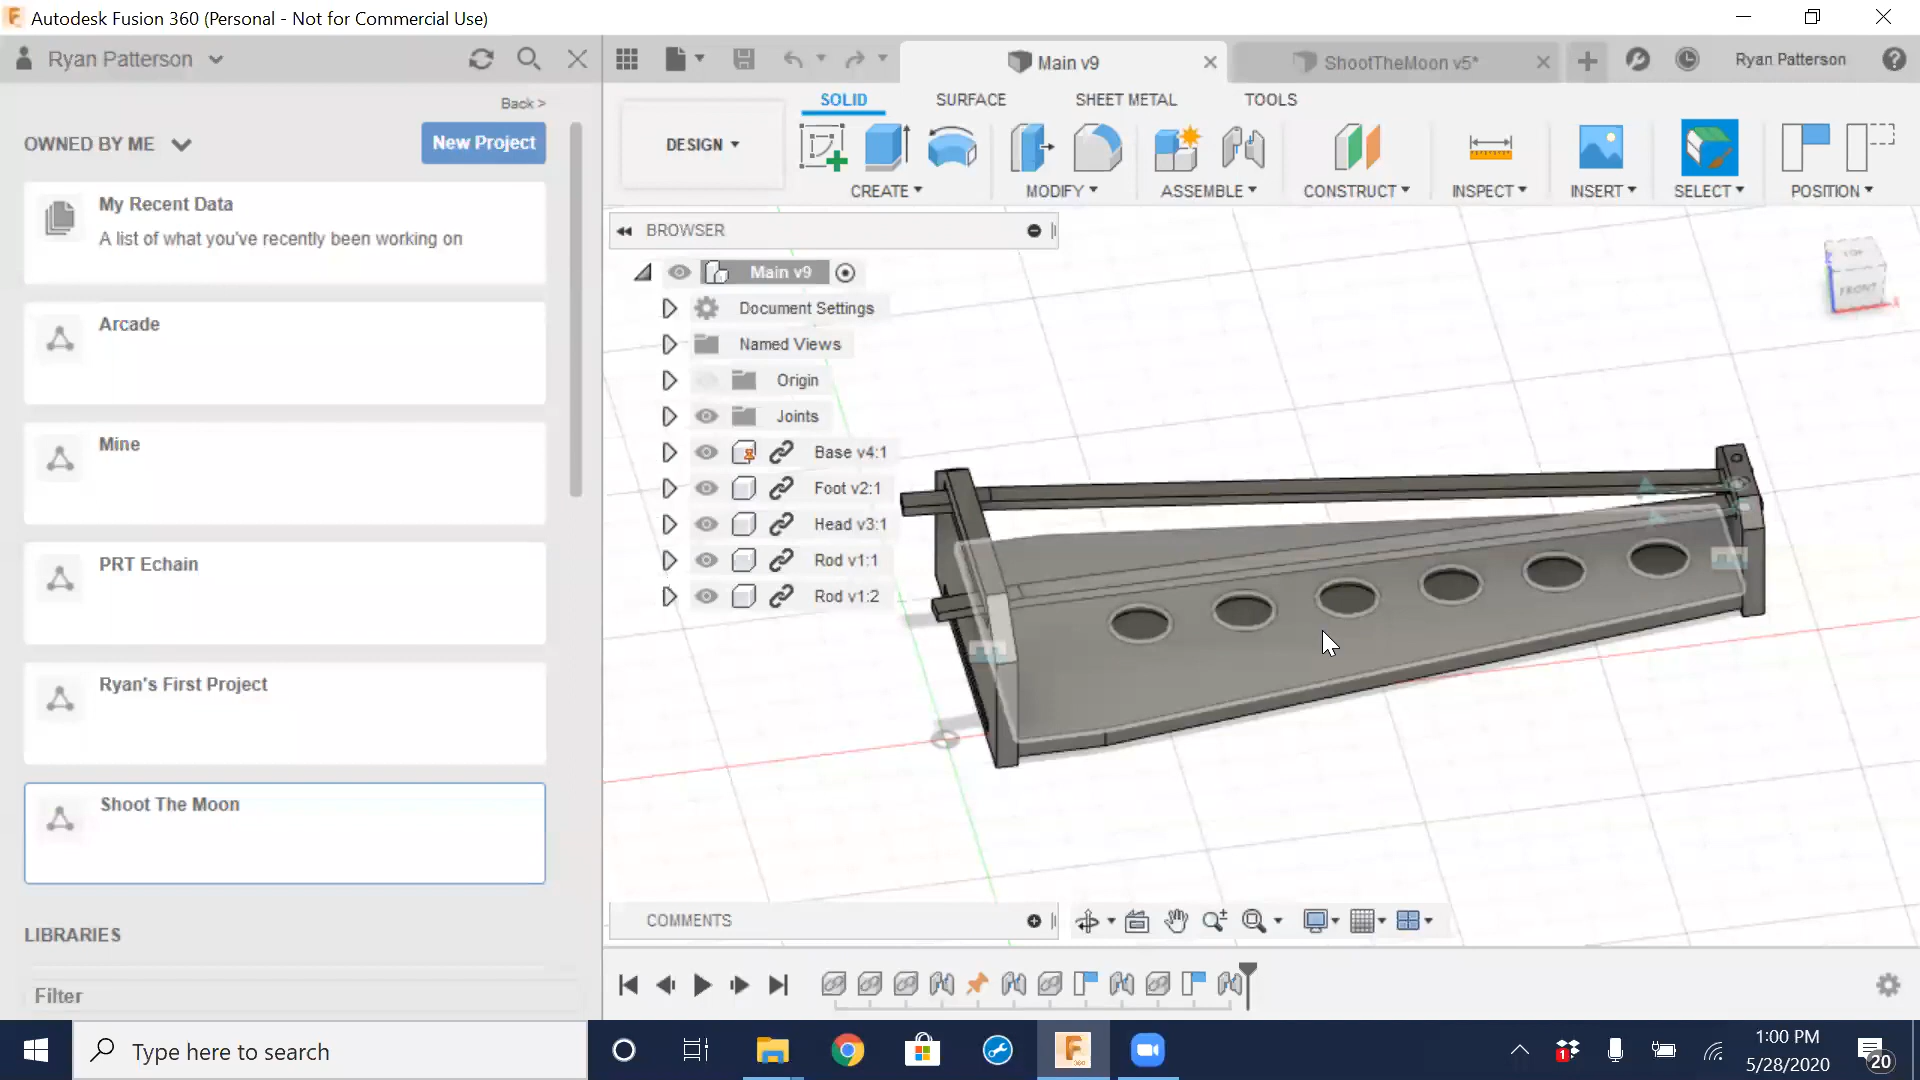 Autodesk Fusion 360 (Personal - Not for Commercial Use)
Ryan Patterson
Back >
OWNED BY ME
New Project
My Recent Data
A list of what you've recently been working on
Arcade
Mine
PRT Echain
Ryan's First Project
Shoot The Moon
LIBRARIES
Filter
Main v9
ShootTheMoon v5*
Ryan Patterson
SOLID
SURFACE
SHEET METAL
TOOLS
DESIGN
CREATE
MODIFY
ASSEMBLE
CONSTRUCT
INSPECT
INSERT
SELECT
POSITION
BROWSER
Main v9
Document Settings
Named Views
Origin
Joints
Base v4:1
Foot v2:1
Head v3:1
Rod v1:1
Rod v1:2
TOP
FRONT
X
COMMENTS
Type here to search
1:00 PM
5/28/2020
20
1
360